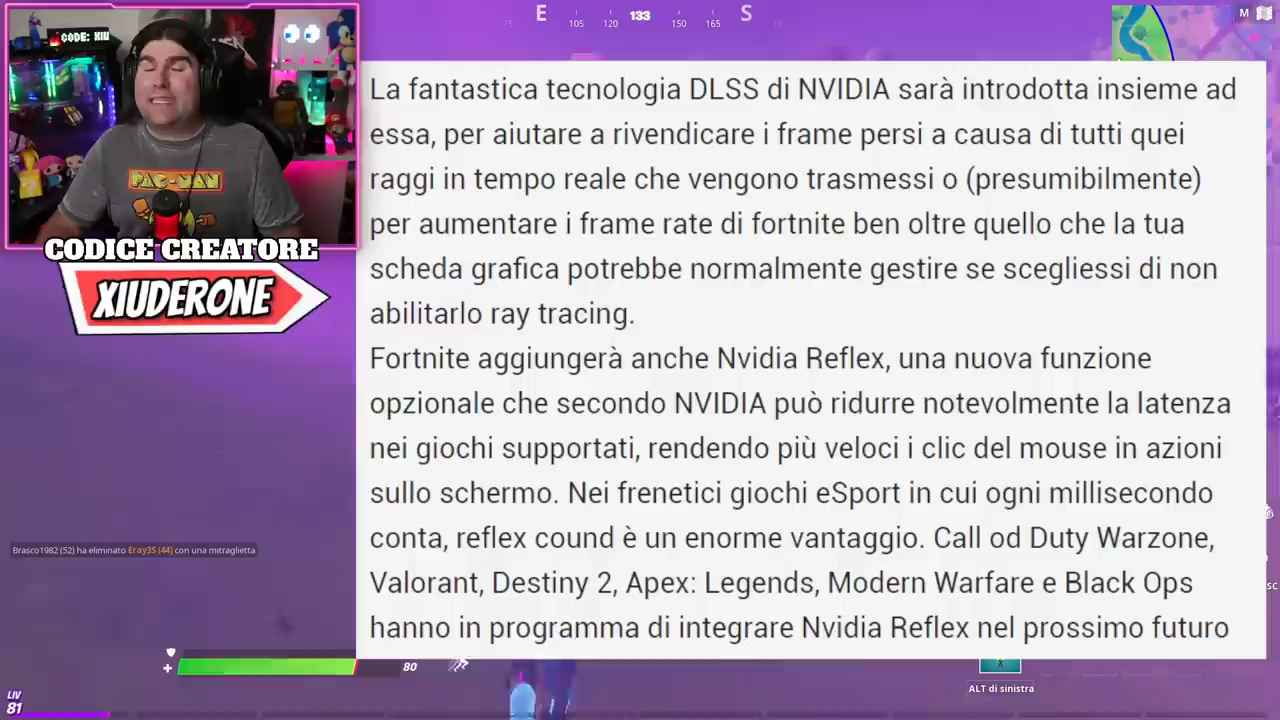 E 105 120 133 150 165 S
M
CODE: XIU
PAC-MAN
CODICE CREATORE
XIUDERONE
La fantastica tecnologia DLSS di NVIDIA sarà introdotta insieme ad
essa, per aiutare a rivendicare i frame persi a causa di tutti quei
raggi in tempo reale che vengono trasmessi o (presumibilmente)
per aumentare i frame rate di fortnite ben oltre quello che la tua
scheda grafica potrebbe normalmente gestire se scegliessi di non
abilitarlo ray tracing.
Fortnite aggiungerà anche Nvidia Reflex, una nuova funzione
opzionale che secondo NVIDIA può ridurre notevolmente la latenza
nei giochi supportati, rendendo più veloci i clic del mouse in azioni
sullo schermo. Nei frenetici giochi eSport in cui ogni millisecondo
conta, reflex cound è un enorme vantaggio. Call od Duty Warzone,
Valorant, Destiny 2, Apex: Legends, Modern Warfare e Black Ops
hanno in programma di integrare Nvidia Reflex nel prossimo futuro
Brasco1982 (52) ha eliminato Eray3S (44) con una mitraglietta
80
ALT di sinistra
LIV
81